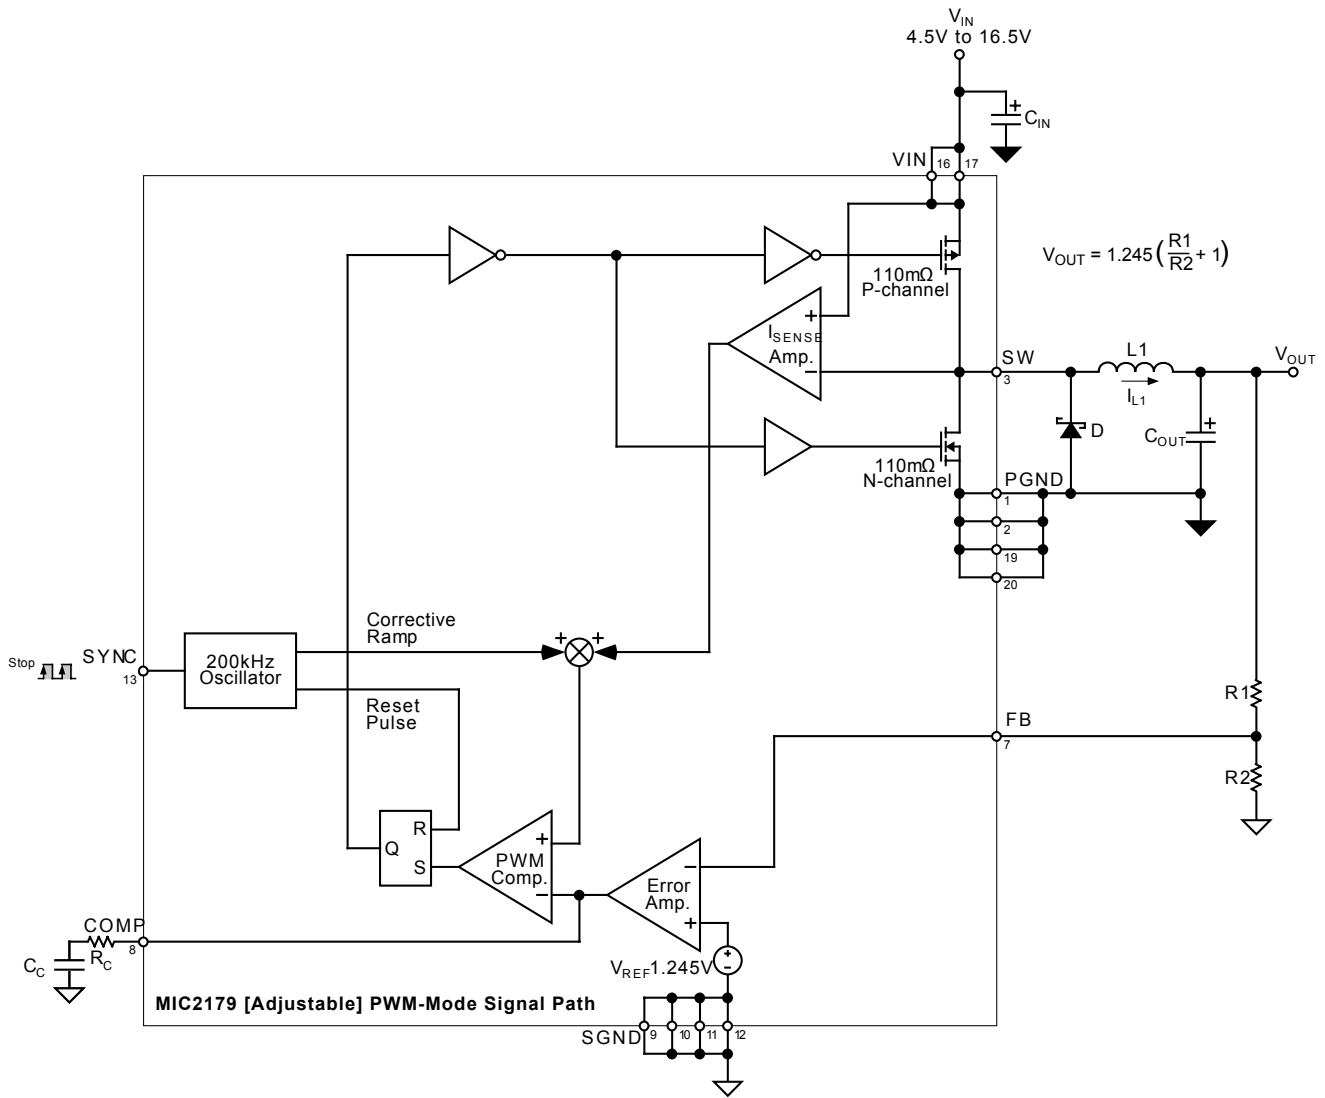 VIN
4.5V to 16.5V
+
CIN
VIN
16
17
110mΩ
P-channel
VOUT = 1.245 (R1/R2 + 1)
+
ISENSE
Amp.
−
SW
3
L1
IL1
VOUT
D
+
COUT
110mΩ
N-channel
PGND
1
2
19
20
Corrective
Ramp
+
+
Stop
SYNC
13
200kHz
Oscillator
Reset
Pulse
R1
FB
7
R2
R
Q
S
+
PWM
Comp.
−
−
Error
Amp.
+
COMP
8
RC
CC
VREF1.245V
+
−
MIC2179 [Adjustable] PWM-Mode Signal Path
SGND
9
10
11
12